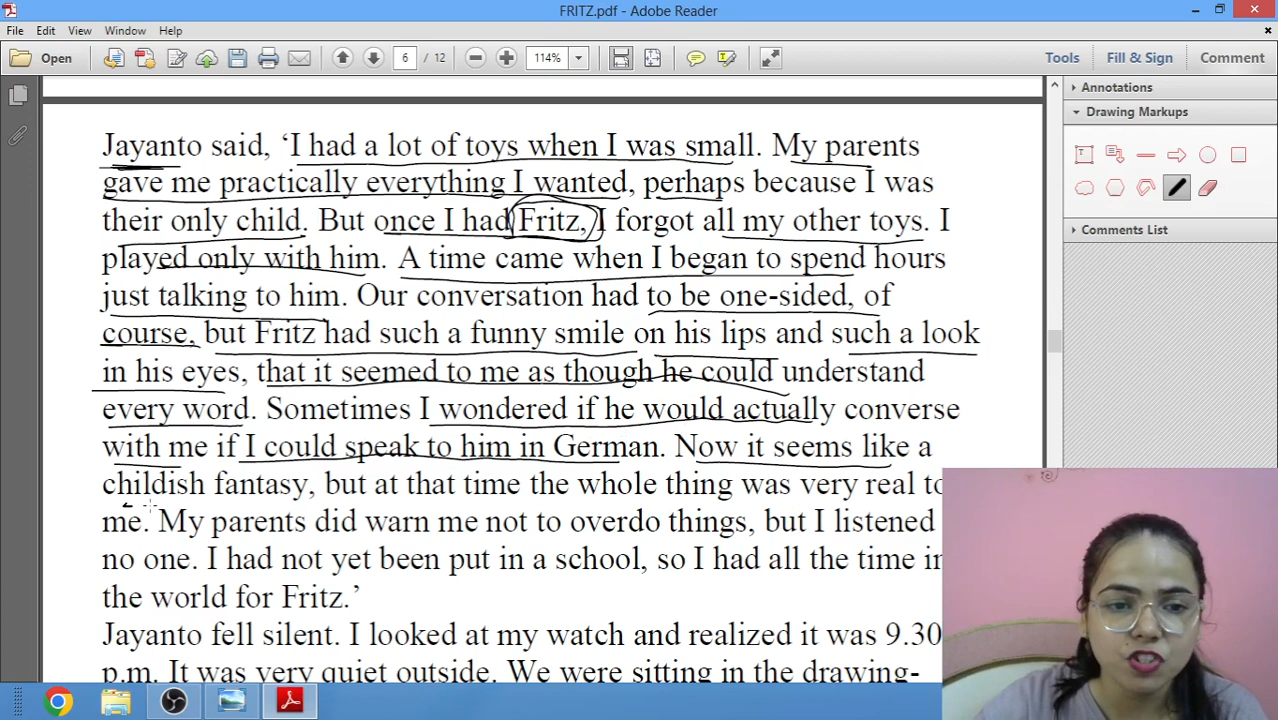 FRITZ.pdf - Adobe Reader
File Edit View Window Help
Open 6 / 12 114% Tools Fill & Sign Comment
Annotations
Drawing Markups
T
Comments List
Jayanto said, ‘I had a lot of toys when I was small. My parents
gave me practically everything I wanted, perhaps because I was
their only child. But once I had Fritz, I forgot all my other toys. I
played only with him. A time came when I began to spend hours
just talking to him. Our conversation had to be one-sided, of
course, but Fritz had such a funny smile on his lips and such a look
in his eyes, that it seemed to me as though he could understand
every word. Sometimes I wondered if he would actually converse
with me if I could speak to him in German. Now it seems like a
childish fantasy, but at that time the whole thing was very real to
me. My parents did warn me not to overdo things, but I listened
no one. I had not yet been put in a school, so I had all the time in
the world for Fritz.’
Jayanto fell silent. I looked at my watch and realized it was 9.30
p.m. It was very quiet outside. We were sitting in the drawing-